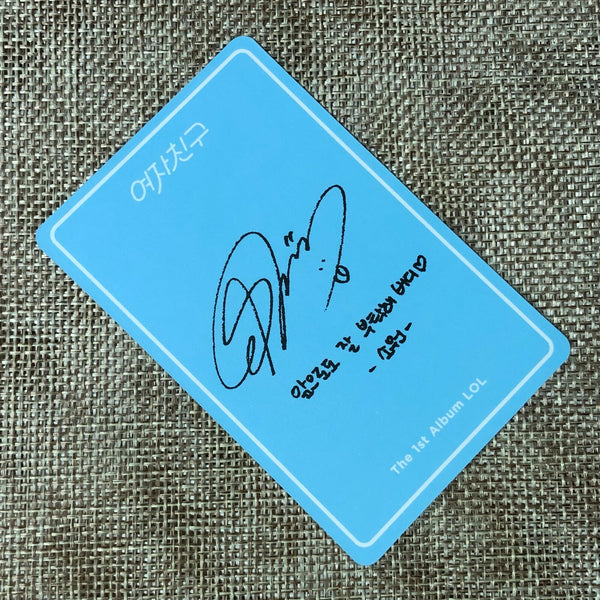 여자친구
앞으로도 잘 부탁해 버디♡
- 소원 -
The 1st Album LOL